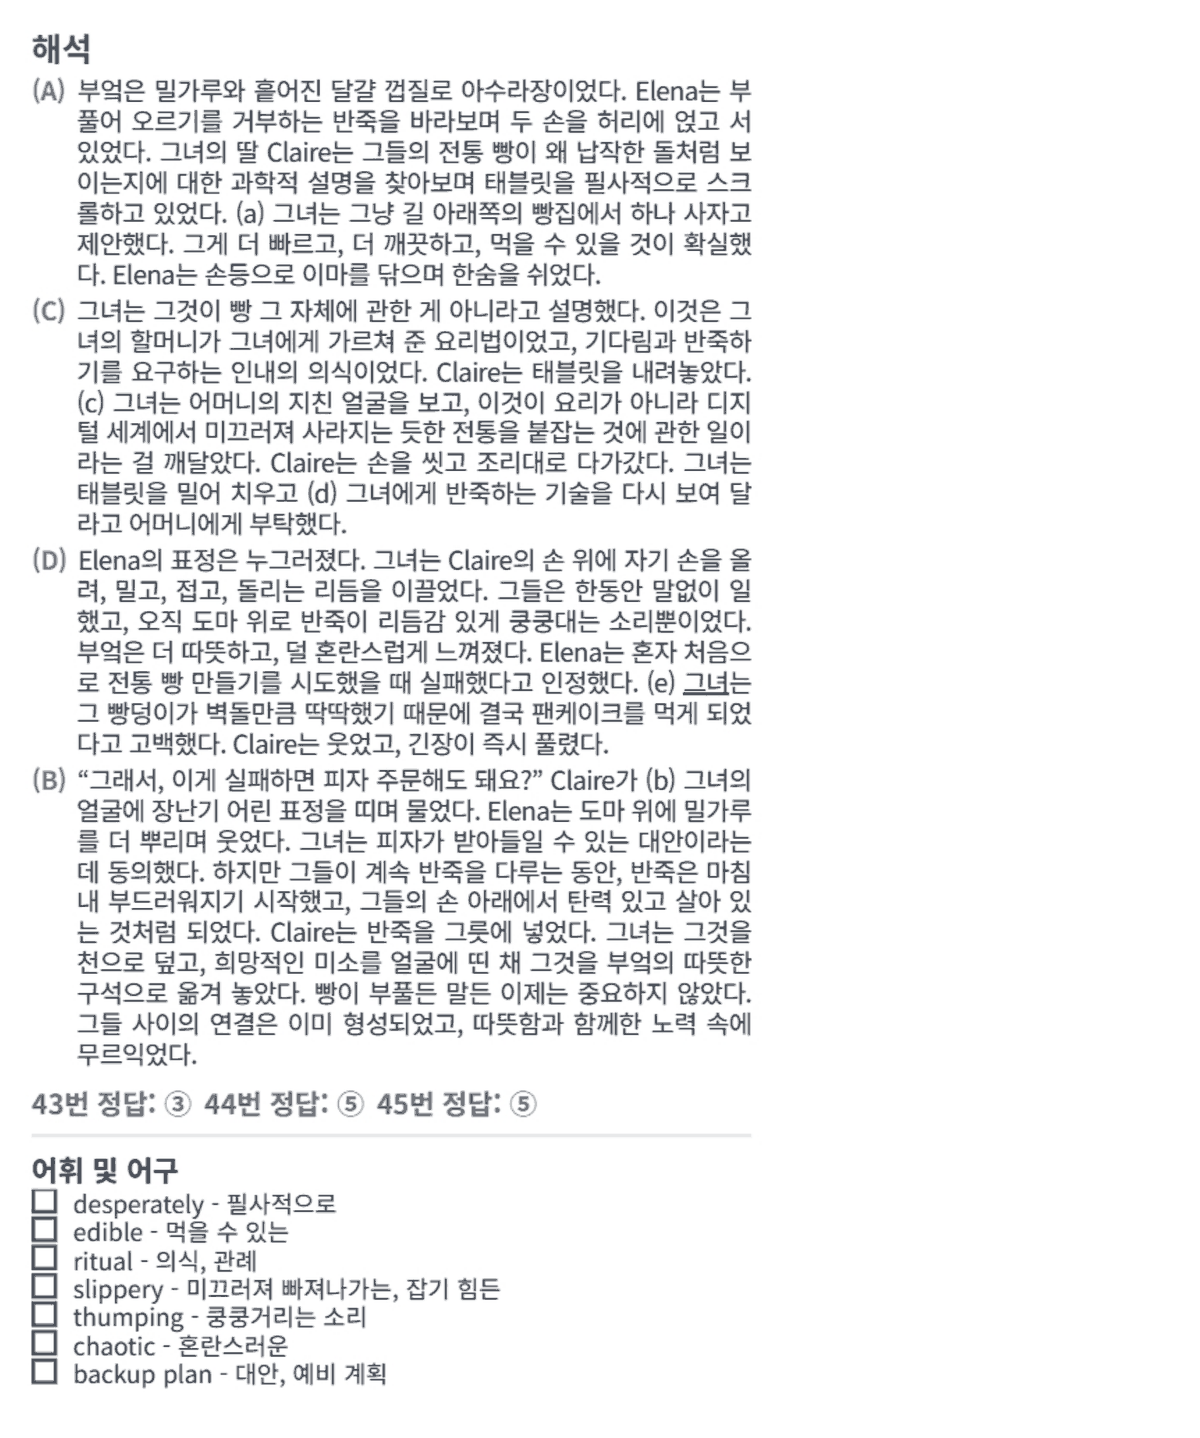 해석
(A) 부엌은 밀가루와 흩어진 달걀 껍질로 아수라장이었다. Elena는 부
풀어 오르기를 거부하는 반죽을 바라보며 두 손을 허리에 얹고 서
있었다. 그녀의 딸 Claire는 그들의 전통 빵이 왜 납작한 돌처럼 보
이는지에 대한 과학적 설명을 찾아보며 태블릿을 필사적으로 스크
롤하고 있었다. (a) 그녀는 그냥 길 아래쪽의 빵집에서 하나 사자고
제안했다. 그게 더 빠르고, 더 깨끗하고, 먹을 수 있을 것이 확실했
다. Elena는 손등으로 이마를 닦으며 한숨을 쉬었다.
(C) 그녀는 그것이 빵 그 자체에 관한 게 아니라고 설명했다. 이것은 그
녀의 할머니가 그녀에게 가르쳐 준 요리법이었고, 기다림과 반죽하
기를 요구하는 인내의 의식이었다. Claire는 태블릿을 내려놓았다.
(c) 그녀는 어머니의 지친 얼굴을 보고, 이것이 요리가 아니라 디지
털 세계에서 미끄러져 사라지는 듯한 전통을 붙잡는 것에 관한 일이
라는 걸 깨달았다. Claire는 손을 씻고 조리대로 다가갔다. 그녀는
태블릿을 밀어 치우고 (d) 그녀에게 반죽하는 기술을 다시 보여 달
라고 어머니에게 부탁했다.
(D) Elena의 표정은 누그러졌다. 그녀는 Claire의 손 위에 자기 손을 올
려, 밀고, 접고, 돌리는 리듬을 이끌었다. 그들은 한동안 말없이 일
했고, 오직 도마 위로 반죽이 리듬감 있게 쿵쿵대는 소리뿐이었다.
부엌은 더 따뜻하고, 덜 혼란스럽게 느껴졌다. Elena는 혼자 처음으
로 전통 빵 만들기를 시도했을 때 실패했다고 인정했다. (e) 그녀는
그 빵덩이가 벽돌만큼 딱딱했기 때문에 결국 팬케이크를 먹게 되었
다고 고백했다. Claire는 웃었고, 긴장이 즉시 풀렸다.
(B) “그래서, 이게 실패하면 피자 주문해도 돼요?” Claire가 (b) 그녀의
얼굴에 장난기 어린 표정을 띠며 물었다. Elena는 도마 위에 밀가루
를 더 뿌리며 웃었다. 그녀는 피자가 받아들일 수 있는 대안이라는
데 동의했다. 하지만 그들이 계속 반죽을 다루는 동안, 반죽은 마침
내 부드러워지기 시작했고, 그들의 손 아래에서 탄력 있고 살아 있
는 것처럼 되었다. Claire는 반죽을 그릇에 넣었다. 그녀는 그것을
천으로 덮고, 희망적인 미소를 얼굴에 띤 채 그것을 부엌의 따뜻한
구석으로 옮겨 놓았다. 빵이 부풀든 말든 이제는 중요하지 않았다.
그들 사이의 연결은 이미 형성되었고, 따뜻함과 함께한 노력 속에
무르익었다.
43번 정답: ③ 44번 정답: ⑤ 45번 정답: ⑤
어휘 및 어구
desperately - 필사적으로
edible - 먹을 수 있는
ritual - 의식, 관례
slippery - 미끄러져 빠져나가는, 잡기 힘든
thumping - 쿵쿵거리는 소리
chaotic - 혼란스러운
backup plan - 대안, 예비 계획